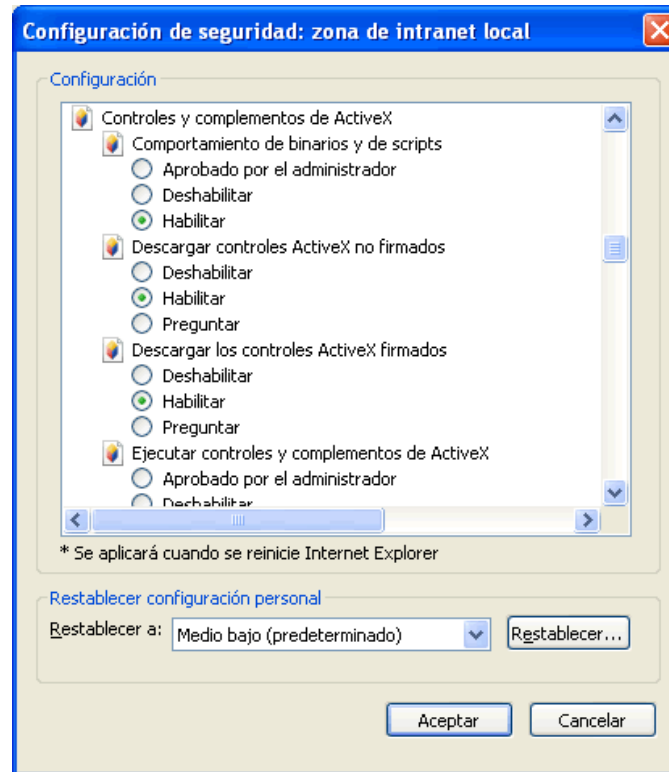 Configuración de seguridad: zona de intranet local
Configuración
Controles y complementos de ActiveX
Comportamiento de binarios y de scripts
Aprobado por el administrador
Deshabilitar
Habilitar
Descargar controles ActiveX no firmados
Deshabilitar
Habilitar
Preguntar
Descargar los controles ActiveX firmados
Deshabilitar
Habilitar
Preguntar
Ejecutar controles y complementos de ActiveX
Aprobado por el administrador
Deshabilitar
* Se aplicará cuando se reinicie Internet Explorer
Restablecer configuración personal
Restablecer a: Medio bajo (predeterminado) Restablecer...
Aceptar Cancelar